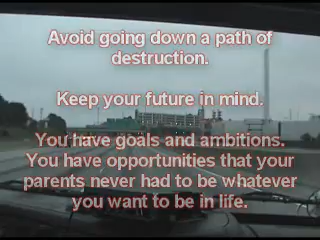 Avoid going down a path of
destruction.
Keep your future in mind.
You have goals and ambitions.
You have opportunities that your
parents never had to be whatever
you want to be in life.